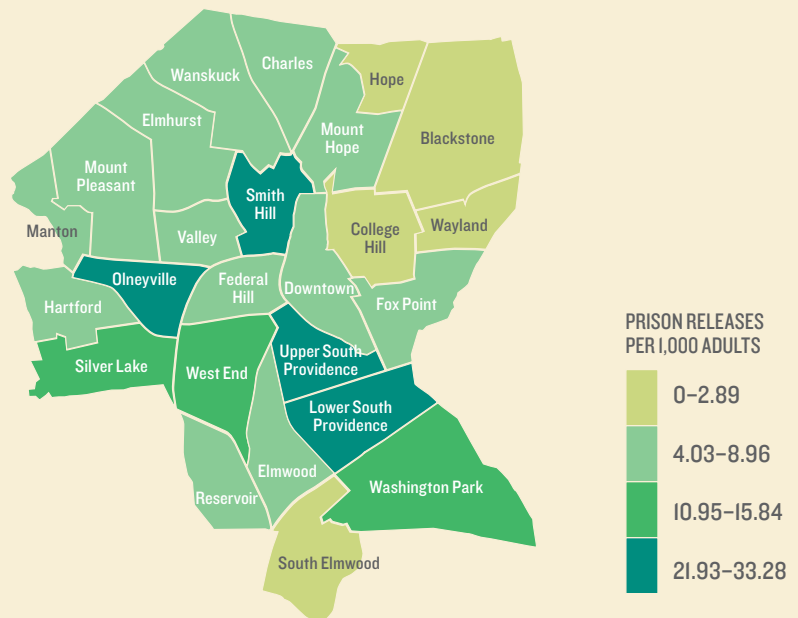 Charles
Wanskuck
Hope
Elmhurst
Mount
Hope
Blackstone
Mount
Pleasant
Smith
Hill
Manton
Valley
College
Hill
Wayland
Olneyville
Federal
Hill
Downtown
Hartford
Fox Point
Silver Lake
West End
Upper South
Providence
Lower South
Providence
Elmwood
Reservoir
Washington Park
South Elmwood
PRISON RELEASES
PER 1,000 ADULTS
0–2.89
4.03–8.96
10.95–15.84
21.93–33.28